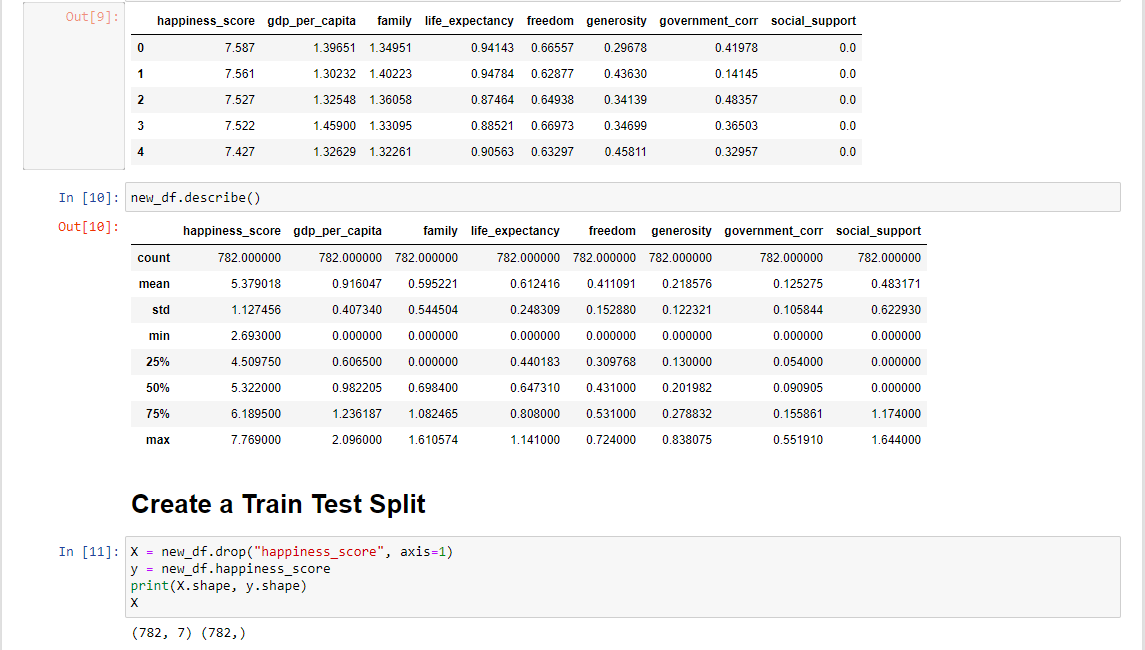 Out[9]:
happiness_score gdp_per_capita family life_expectancy freedom generosity government_corr social_support
0 7.587 1.39651 1.34951 0.94143 0.66557 0.29678 0.41978 0.0
1 7.561 1.30232 1.40223 0.94784 0.62877 0.43630 0.14145 0.0
2 7.527 1.32548 1.36058 0.87464 0.64938 0.34139 0.48357 0.0
3 7.522 1.45900 1.33095 0.88521 0.66973 0.34699 0.36503 0.0
4 7.427 1.32629 1.32261 0.90563 0.63297 0.45811 0.32957 0.0
In [10]: new_df.describe()
Out[10]:
happiness_score gdp_per_capita family life_expectancy freedom generosity government_corr social_support
count 782.000000 782.000000 782.000000 782.000000 782.000000 782.000000 782.000000 782.000000
mean 5.379018 0.916047 0.595221 0.612416 0.411091 0.218576 0.125275 0.483171
std 1.127456 0.407340 0.544504 0.248309 0.152880 0.122321 0.105844 0.622930
min 2.693000 0.000000 0.000000 0.000000 0.000000 0.000000 0.000000 0.000000
25% 4.509750 0.606500 0.000000 0.440183 0.309768 0.130000 0.054000 0.000000
50% 5.322000 0.982205 0.698400 0.647310 0.431000 0.201982 0.090905 0.000000
75% 6.189500 1.236187 1.082465 0.808000 0.531000 0.278832 0.155861 1.174000
max 7.769000 2.096000 1.610574 1.141000 0.724000 0.838075 0.551910 1.644000
Create a Train Test Split
In [11]: X = new_df.drop("happiness_score", axis=1)
y = new_df.happiness_score
print(X.shape, y.shape)
X
(782, 7) (782,)